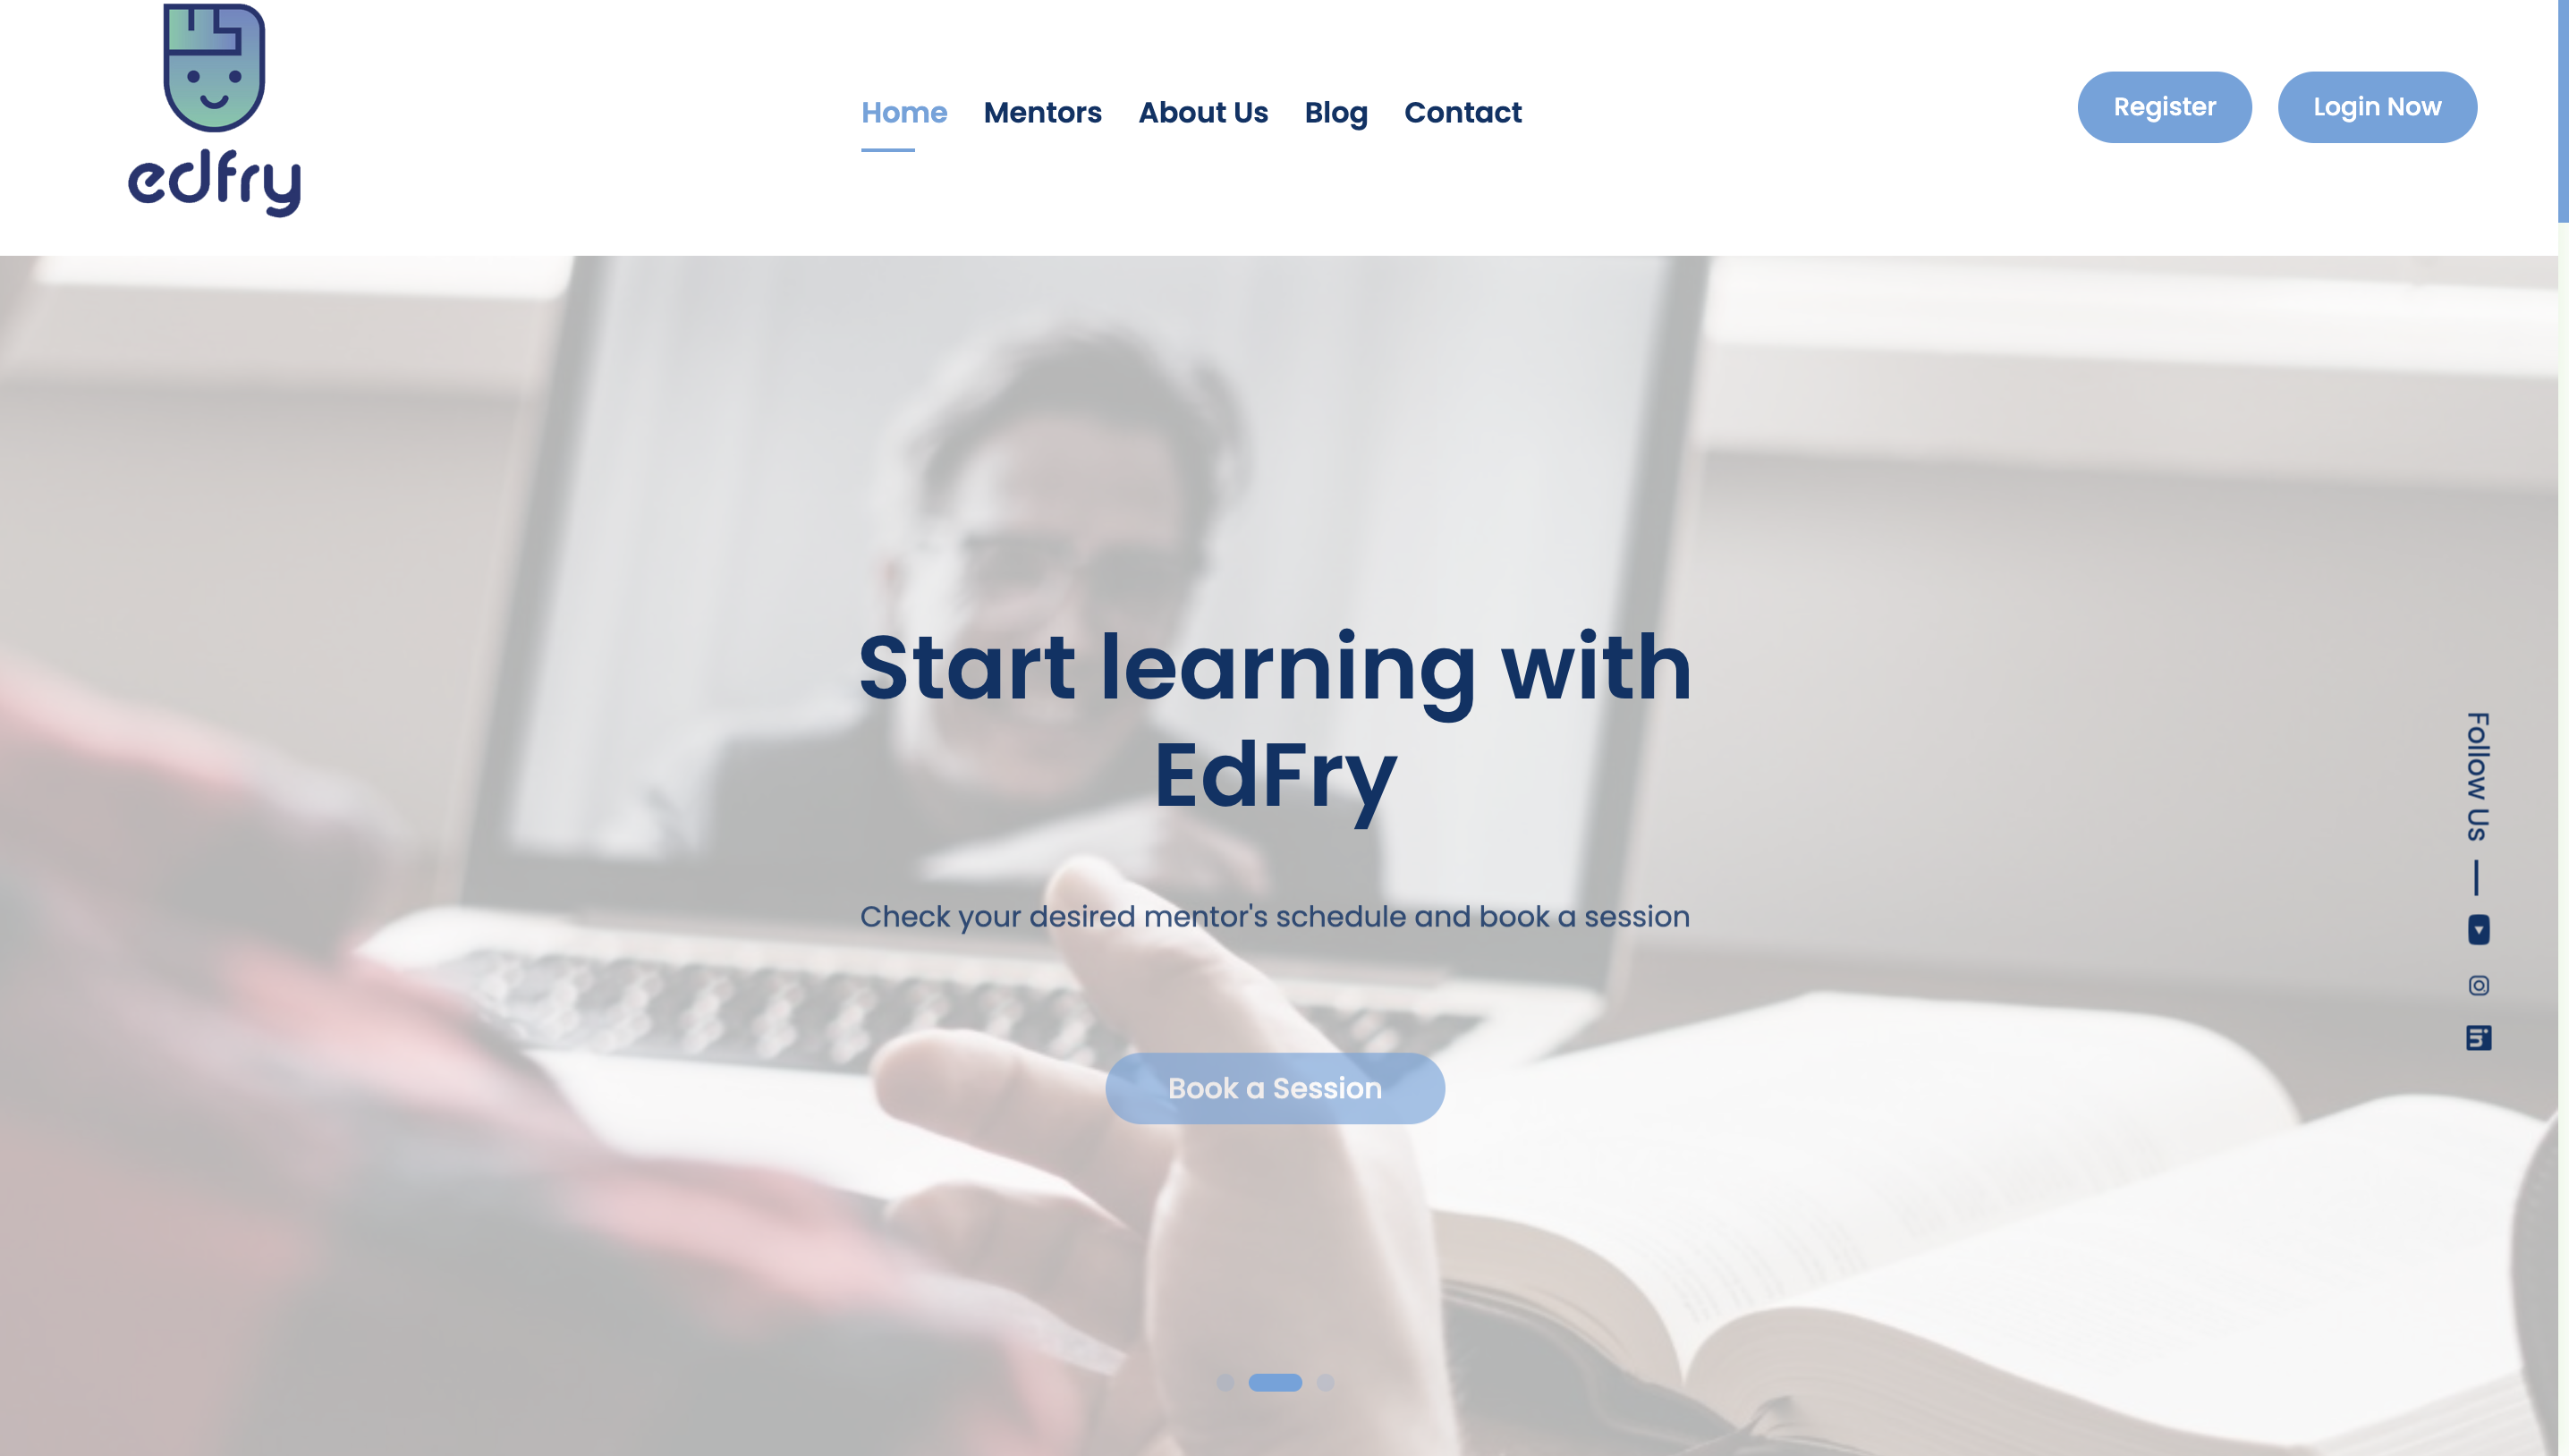 edfry
Home Mentors About Us Blog Contact
Register Login Now
Start learning with
EdFry
Check your desired mentor's schedule and book a session
Book a Session
Follow Us
in